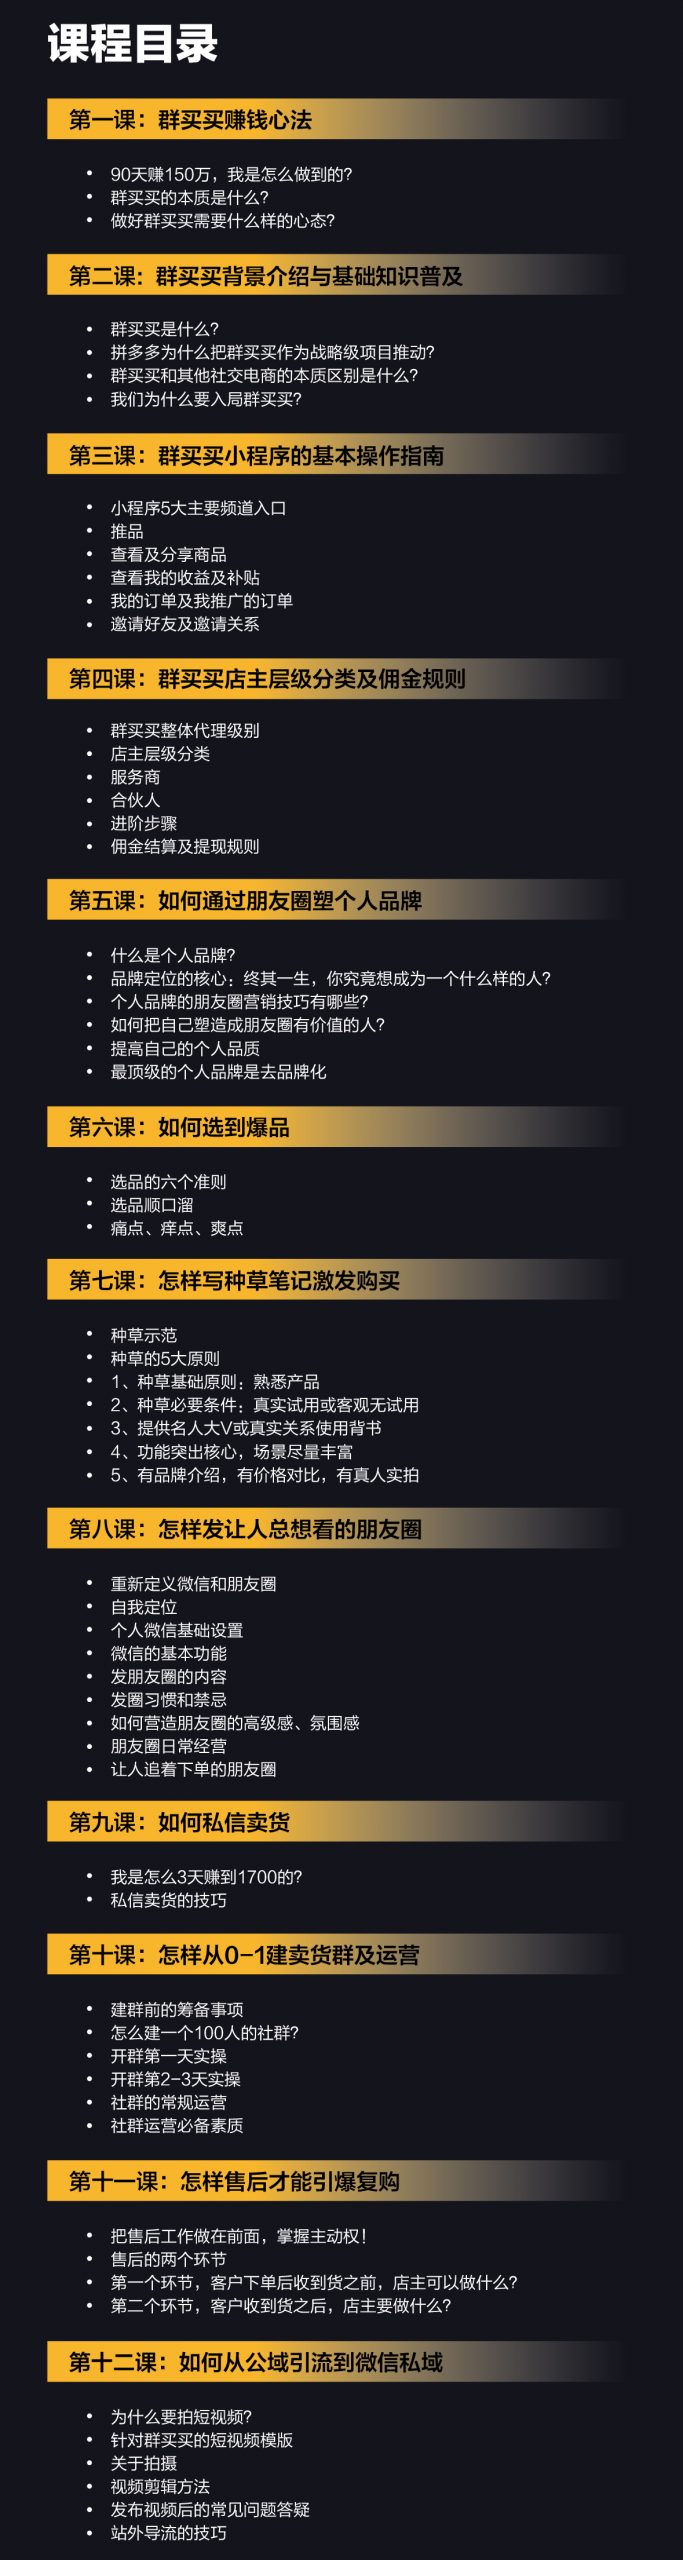 课程目录
第一课：群买买赚钱心法
• 90天赚150万，我是怎么做到的？
• 群买买的本质是什么？
• 做好群买买需要什么样的心态？
第二课：群买买背景介绍与基础知识普及
• 群买买是什么？
• 拼多多为什么把群买买作为战略级项目推动？
• 群买买和其他社交电商的本质区别是什么？
• 我们为什么要入局群买买？
第三课：群买买小程序的基本操作指南
• 小程序5大主要频道入口
• 推品
• 查看及分享商品
• 查看我的收益及补贴
• 我的订单及我推广的订单
• 邀请好友及邀请关系
第四课：群买买店主层级分类及佣金规则
• 群买买整体代理级别
• 店主层级分类
• 服务商
• 合伙人
• 进阶步骤
• 佣金结算及提现规则
第五课：如何通过朋友圈塑个人品牌
• 什么是个人品牌？
• 品牌定位的核心：终其一生，你究竟想成为一个什么样的人？
• 个人品牌的朋友圈营销技巧有哪些？
• 如何把自己塑造成朋友圈有价值的人？
• 提高自己的个人品质
• 最顶级的个人品牌是去品牌化
第六课：如何选到爆品
• 选品的六个准则
• 选品顺口溜
• 痛点、痒点、爽点
第七课：怎样写种草笔记激发购买
• 种草示范
• 种草的5大原则
• 1、种草基础原则：熟悉产品
• 2、种草必要条件：真实试用或客观无试用
• 3、提供名人大V或真实关系使用背书
• 4、功能突出核心，场景尽量丰富
• 5、有品牌介绍，有价格对比，有真人实拍
第八课：怎样发让人总想看的朋友圈
• 重新定义微信和朋友圈
• 自我定位
• 个人微信基础设置
• 微信的基本功能
• 发朋友圈的内容
• 发圈习惯和禁忌
• 如何营造朋友圈的高级感、氛围感
• 朋友圈日常经营
• 让人追着下单的朋友圈
第九课：如何私信卖货
• 我是怎么3天赚到1700的？
• 私信卖货的技巧
第十课：怎样从0-1建卖货群及运营
• 建群前的筹备事项
• 怎么建一个100人的社群？
• 开群第一天实操
• 开群第2-3天实操
• 社群的常规运营
• 社群运营必备素质
第十一课：怎样售后才能引爆复购
• 把售后工作做在前面，掌握主动权！
• 售后的两个环节
• 第一个环节，客户下单后收到货之前，店主可以做什么？
• 第二个环节，客户收到货之后，店主要做什么？
第十二课：如何从公域引流到微信私域
• 为什么要拍短视频？
• 针对群买买的短视频模版
• 关于拍摄
• 视频剪辑方法
• 发布视频后的常见问题答疑
• 站外导流的技巧